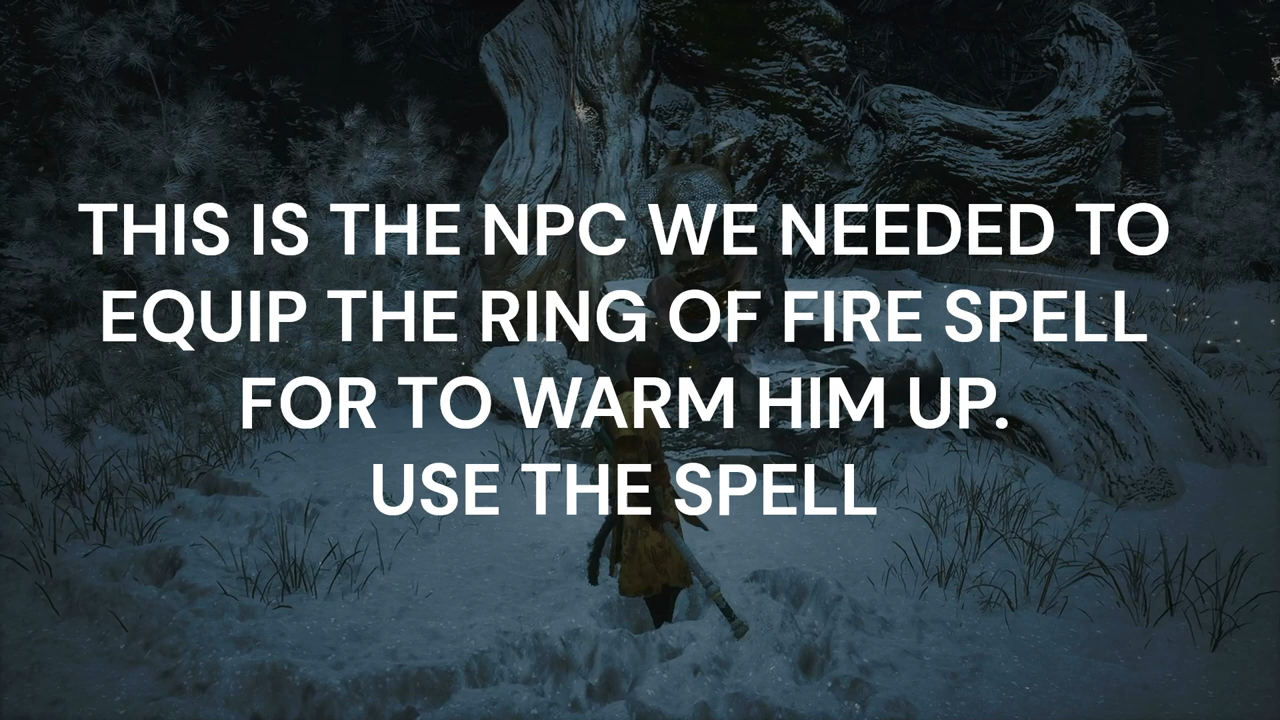 THIS IS THE NPC WE NEEDED TO
EQUIP THE RING OF FIRE SPELL
FOR TO WARM HIM UP.
USE THE SPELL